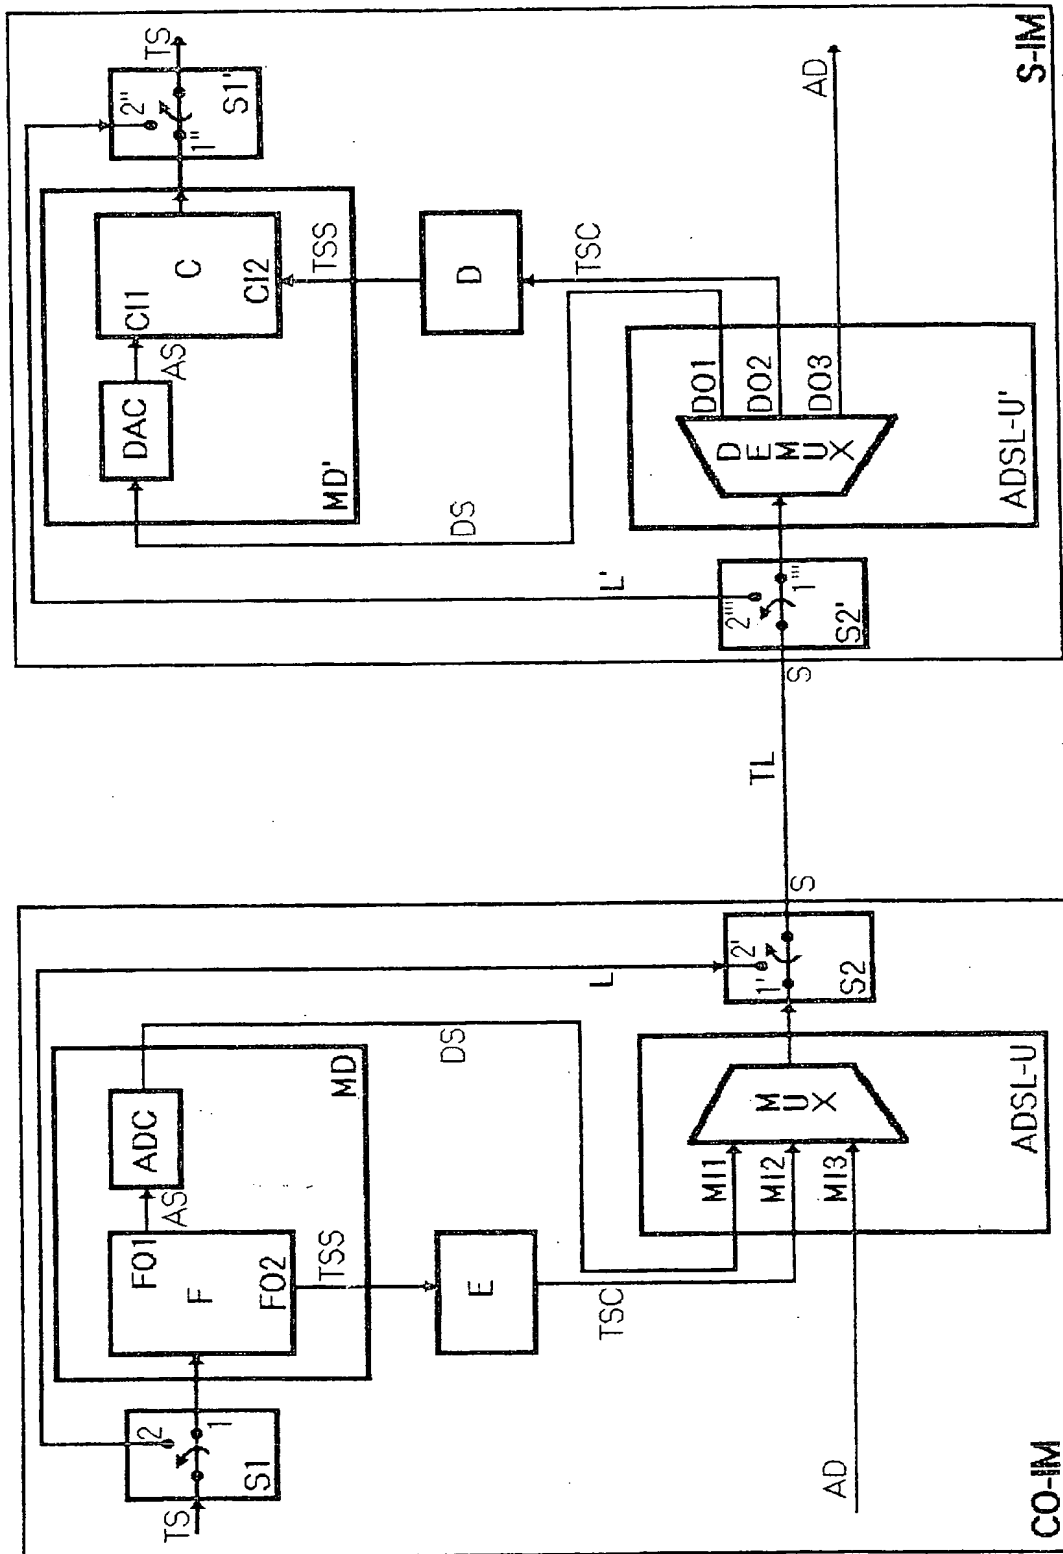 TS
S1
1
2
F
FO1
FO2
AS
ADC
MD
TSS
E
TSC
DS
L
AD
MI1
MI2
MI3
MUX
ADSL-U
1'
2'
S2
S
CO-IM
TL
S
S2'
1'''
2'''
L'
DEMUX
DO1
DO2
DO3
ADSL-U'
DS
TSC
D
TSS
DAC
AS
CI1
CI2
C
MD'
1''
2''
S1'
TS
AD
S-IM